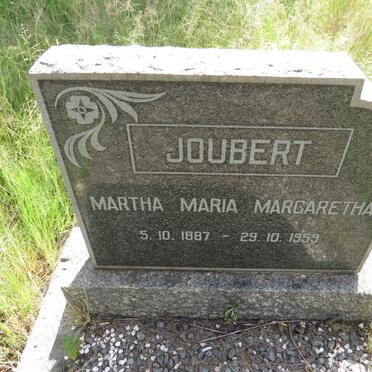 JOUBERT
MARTHA MARIA MARGARETHA
5. 10. 1887 - 29. 10. 1959